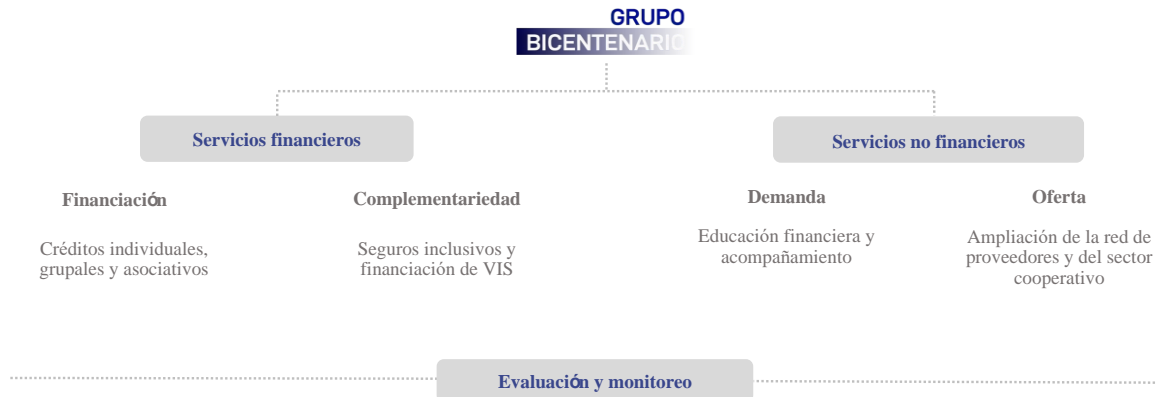 GRUPO
BICENTENARIO
Servicios financieros
Servicios no financieros
Financiación
Créditos individuales,
grupales y asociativos
Complementariedad
Seguros inclusivos y
financiación de VIS
Demanda
Educación financiera y
acompañamiento
Oferta
Ampliación de la red de
proveedores y del sector
cooperativo
Evaluación y monitoreo